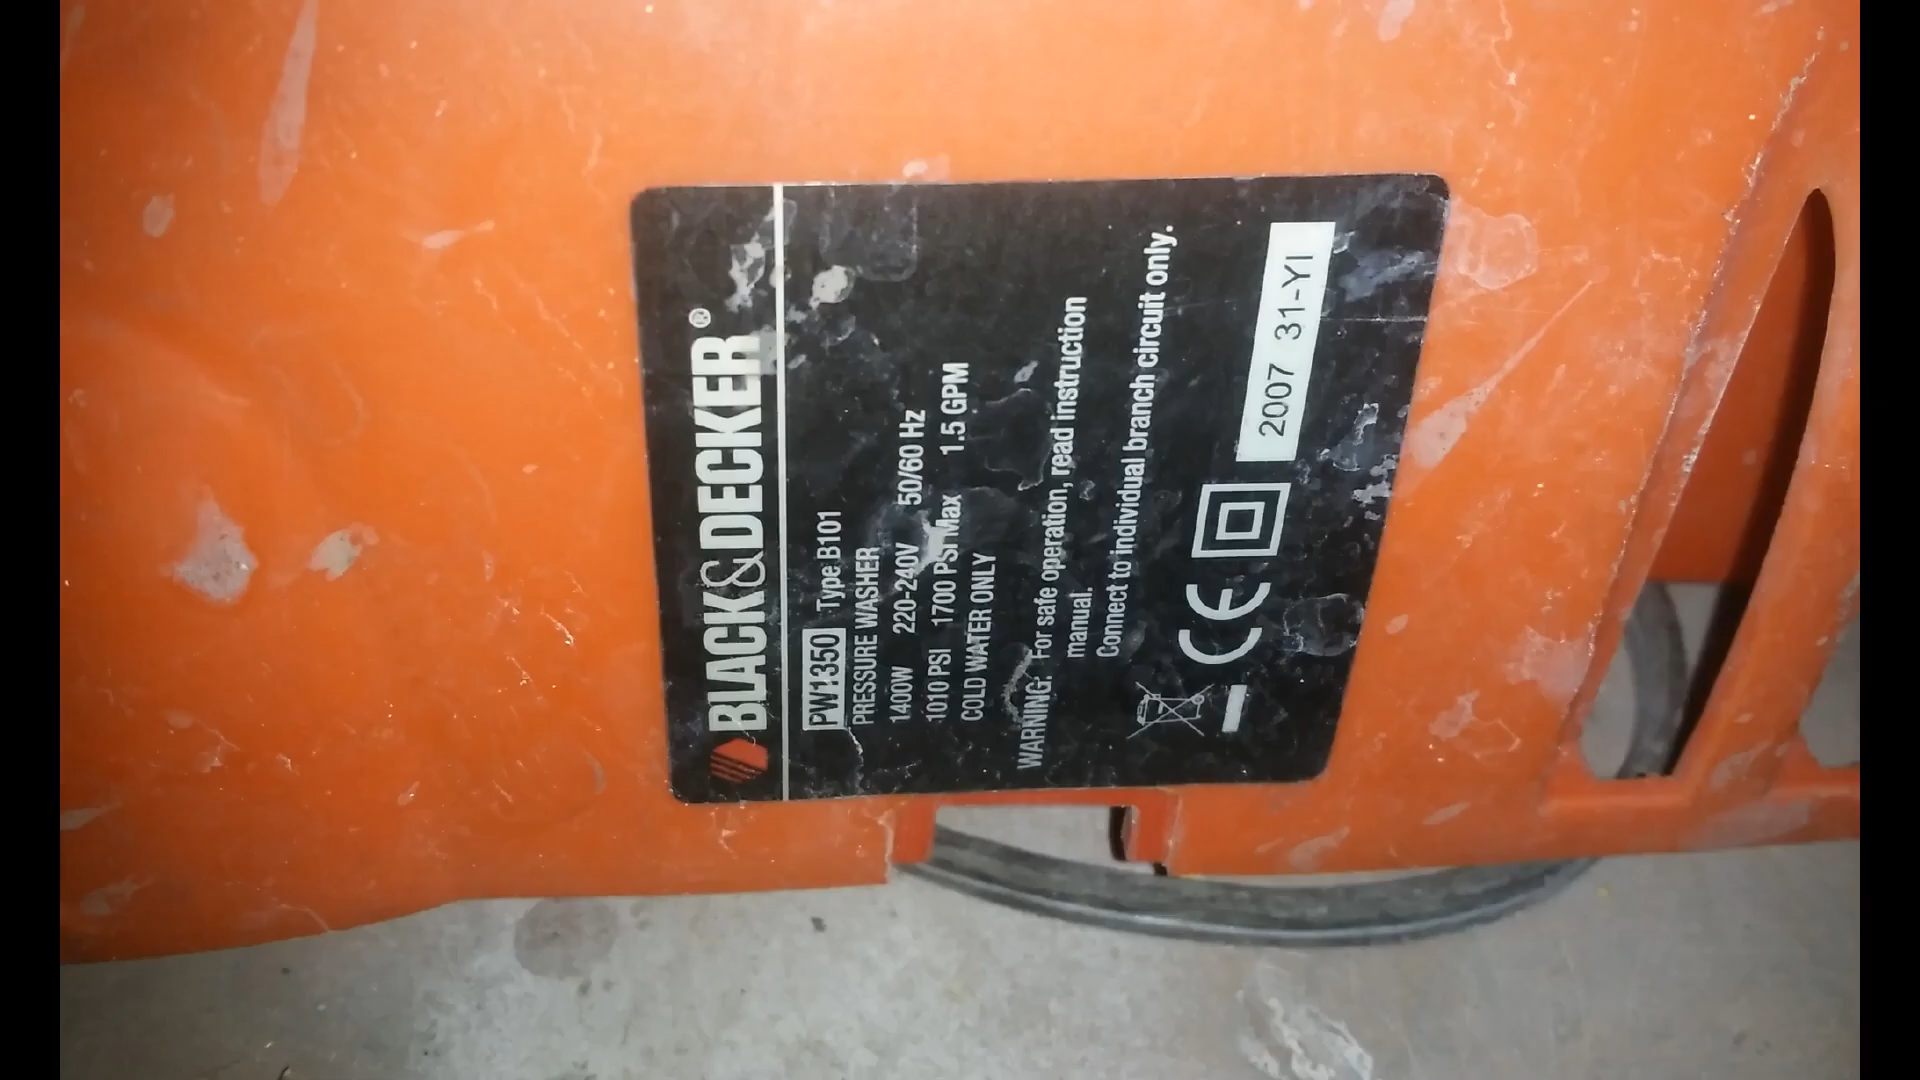 BLACK&DECKER®
PW1350 Type B101
PRESSURE WASHER
1400W 220-240V 50/60 Hz
1010 PSI 1700 PSI Max 1.5 GPM
COLD WATER ONLY
WARNING: For safe operation, read instruction
manual.
Connect to individual branch circuit only.
CE 2007 31-YI